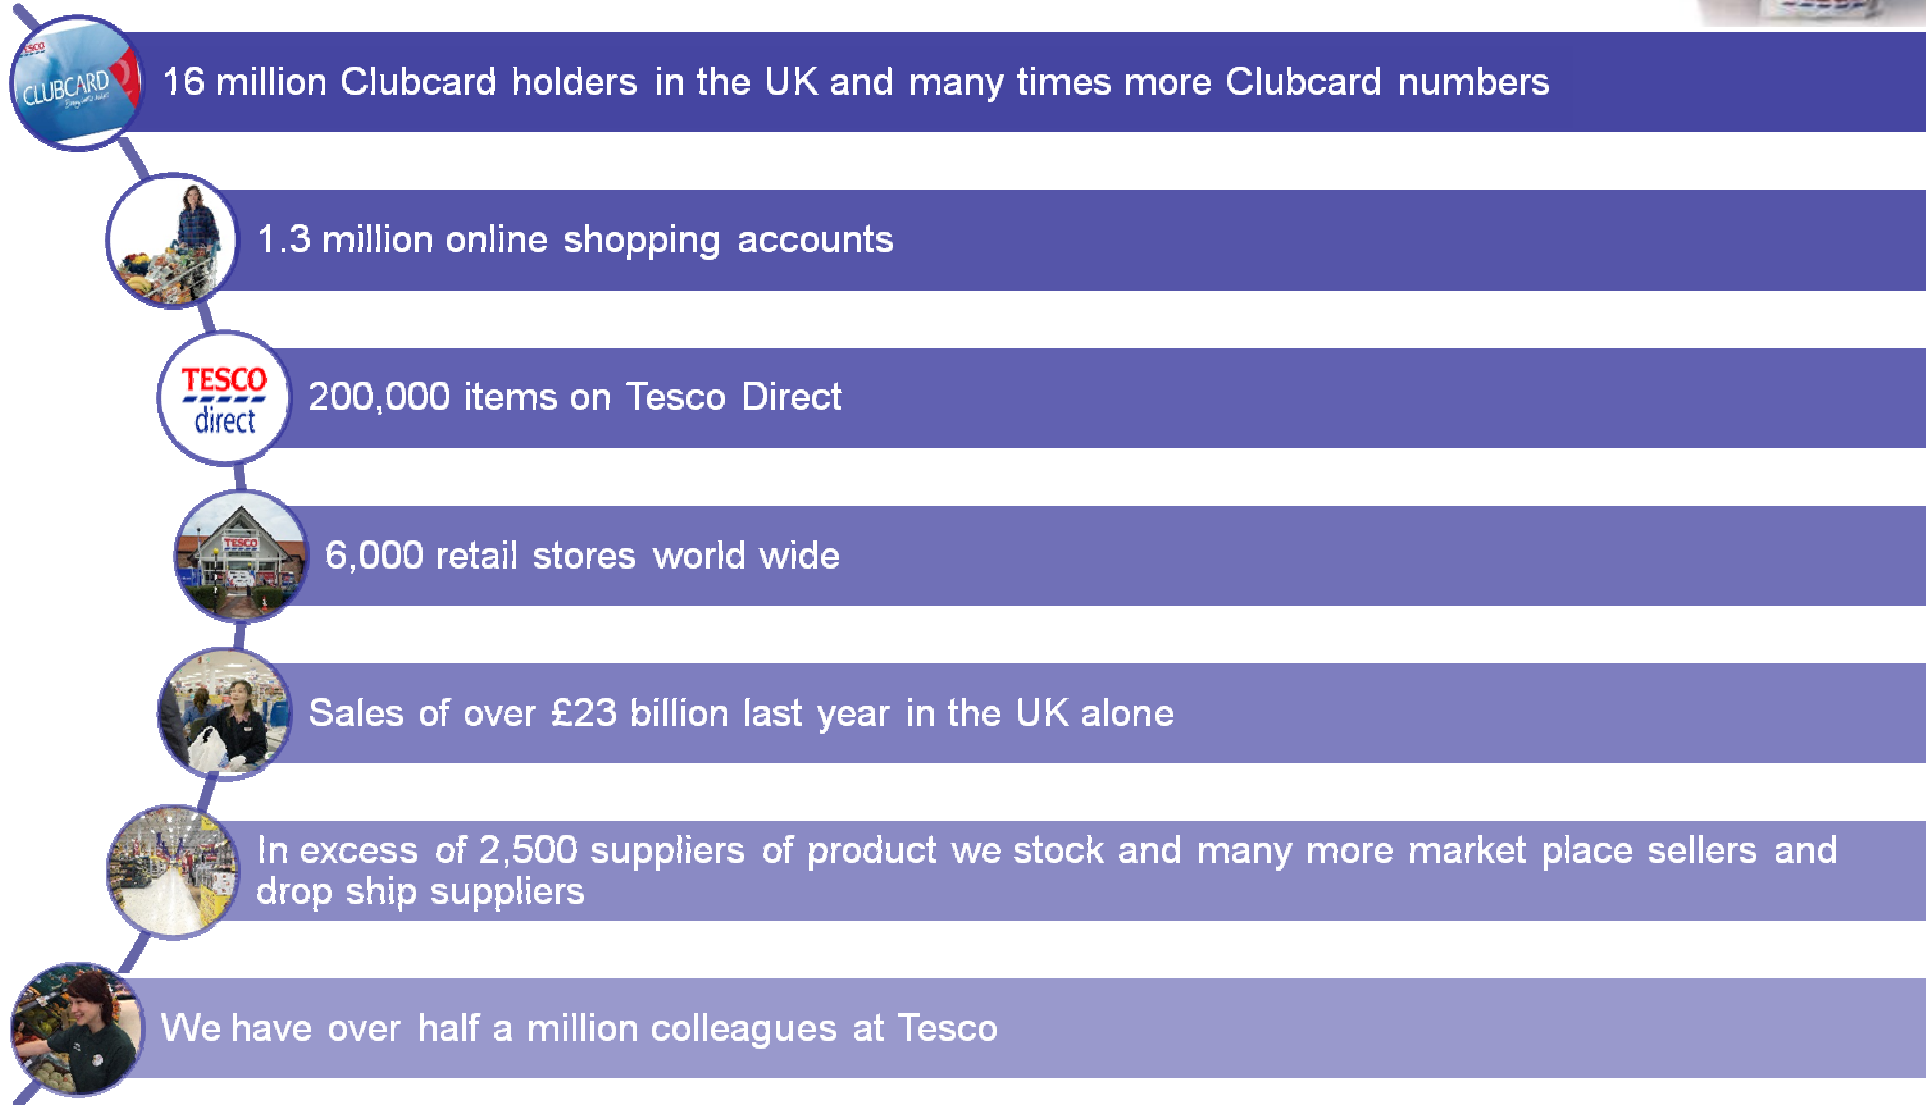 TESCO
CLUBCARD
16 million Clubcard holders in the UK and many times more Clubcard numbers
1.3 million online shopping accounts
TESCO
direct
200,000 items on Tesco Direct
TESCO
6,000 retail stores world wide
Sales of over £23 billion last year in the UK alone
In excess of 2,500 suppliers of product we stock and many more market place sellers and
drop ship suppliers
We have over half a million colleagues at Tesco